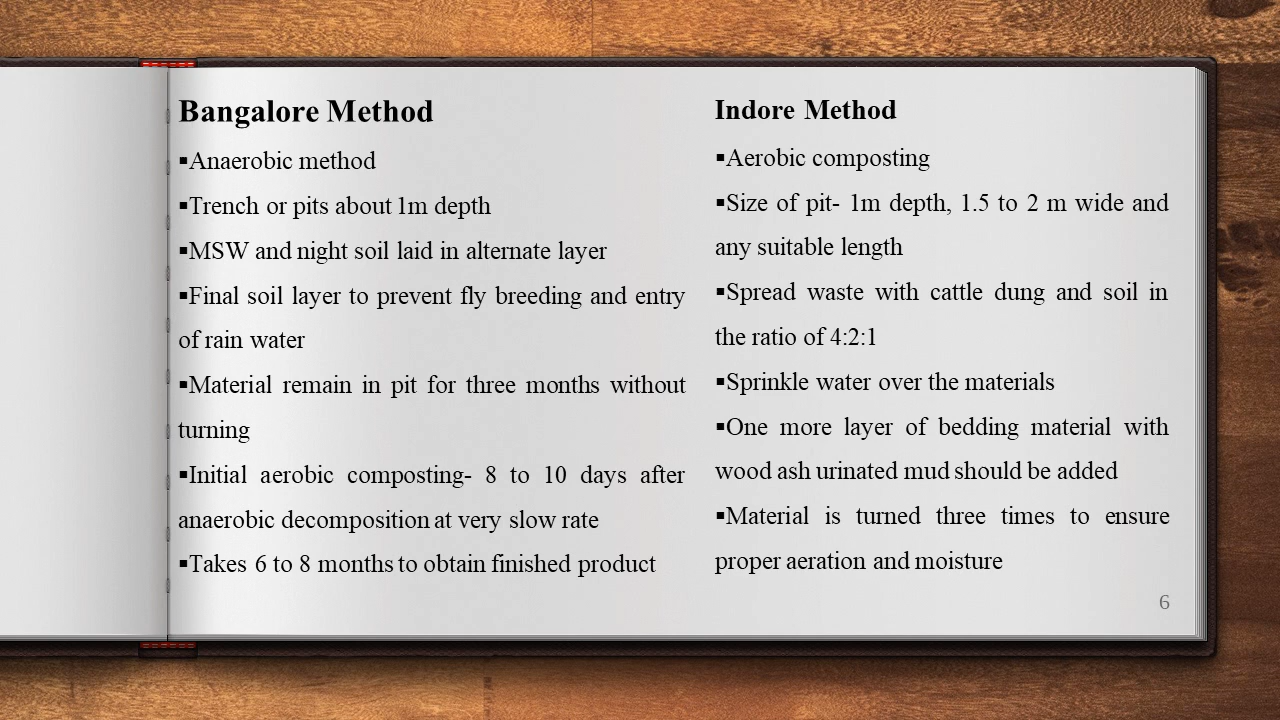 Bangalore Method
▪Anaerobic method
▪Trench or pits about 1m depth
▪MSW and night soil laid in alternate layer
▪Final soil layer to prevent fly breeding and entry
of rain water
▪Material remain in pit for three months without
turning
▪Initial aerobic composting- 8 to 10 days after
anaerobic decomposition at very slow rate
▪Takes 6 to 8 months to obtain finished product
Indore Method
▪Aerobic composting
▪Size of pit- 1m depth, 1.5 to 2 m wide and
any suitable length
▪Spread waste with cattle dung and soil in
the ratio of 4:2:1
▪Sprinkle water over the materials
▪One more layer of bedding material with
wood ash urinated mud should be added
▪Material is turned three times to ensure
proper aeration and moisture
6